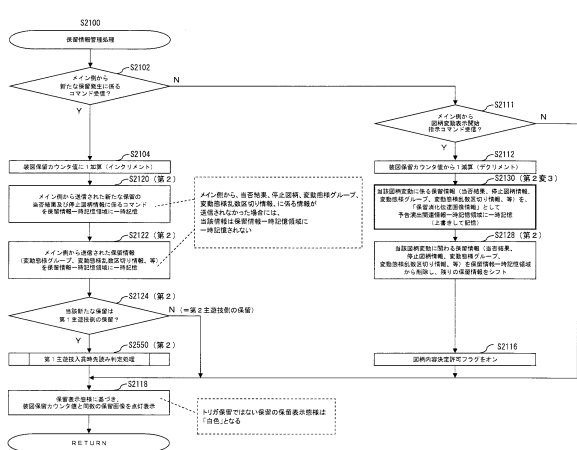 S2100
保留情報管理処理
S2102
メイン側から
新たな保留発生に係る
コマンド受信?
N
Y
S2104
装図保留カウンタ値に1加算(インクリメント)
S2120(第2)
メイン側から送信された新たな保留の
当否結果及び停止図柄情報に係るコマンド
を保留情報一時記憶領域に一時記憶
S2122(第2)
メイン側から送信された保留情報
(変動態様グループ、変動態様乱数区切り情報、等)
を保留情報一時記憶領域に一時記憶
メイン側から、当否結果、停止図柄、変動態様グループ、
変動態様乱数区切り情報、に係る情報が
送信されなかった場合には、
当該情報は保留情報一時記憶領域に
一時記憶されない
S2124(第2)
当該新たな保留は
第1主遊技側の保留?
N(=第2主遊技側の保留)
Y
S2550(第2)
第1主遊技入賞時先読み判定処理
S2118
保留表示態様に基づき、
装図保留カウンタ値と同数の保留画像を点灯表示
トリガ保留ではない保留の保留表示態様は
「白色」となる
RETURN
S2111
メイン側から
図柄変動表示開始
指示コマンド受信?
N
Y
S2112
装図保留カウンタ値から1減算(デクリメント)
S2130(第2変3)
当該図柄変動に係る保留情報(当否結果、停止図柄情報、
変動態様グループ、変動態様乱数区切り情報、等)を、
「保留消化位置画像情報」として
予告演出関連情報一時記憶領域に一時記憶
(上書きして記憶)
S2128(第2)
当該図柄変動に関わる保留情報(当否結果、
停止図柄情報、変動態様グループ、
変動態様乱数区切り情報、等)を保留情報一時記憶領域
から削除し、残りの保留情報をシフト
S2116
図柄内容決定許可フラグをオン